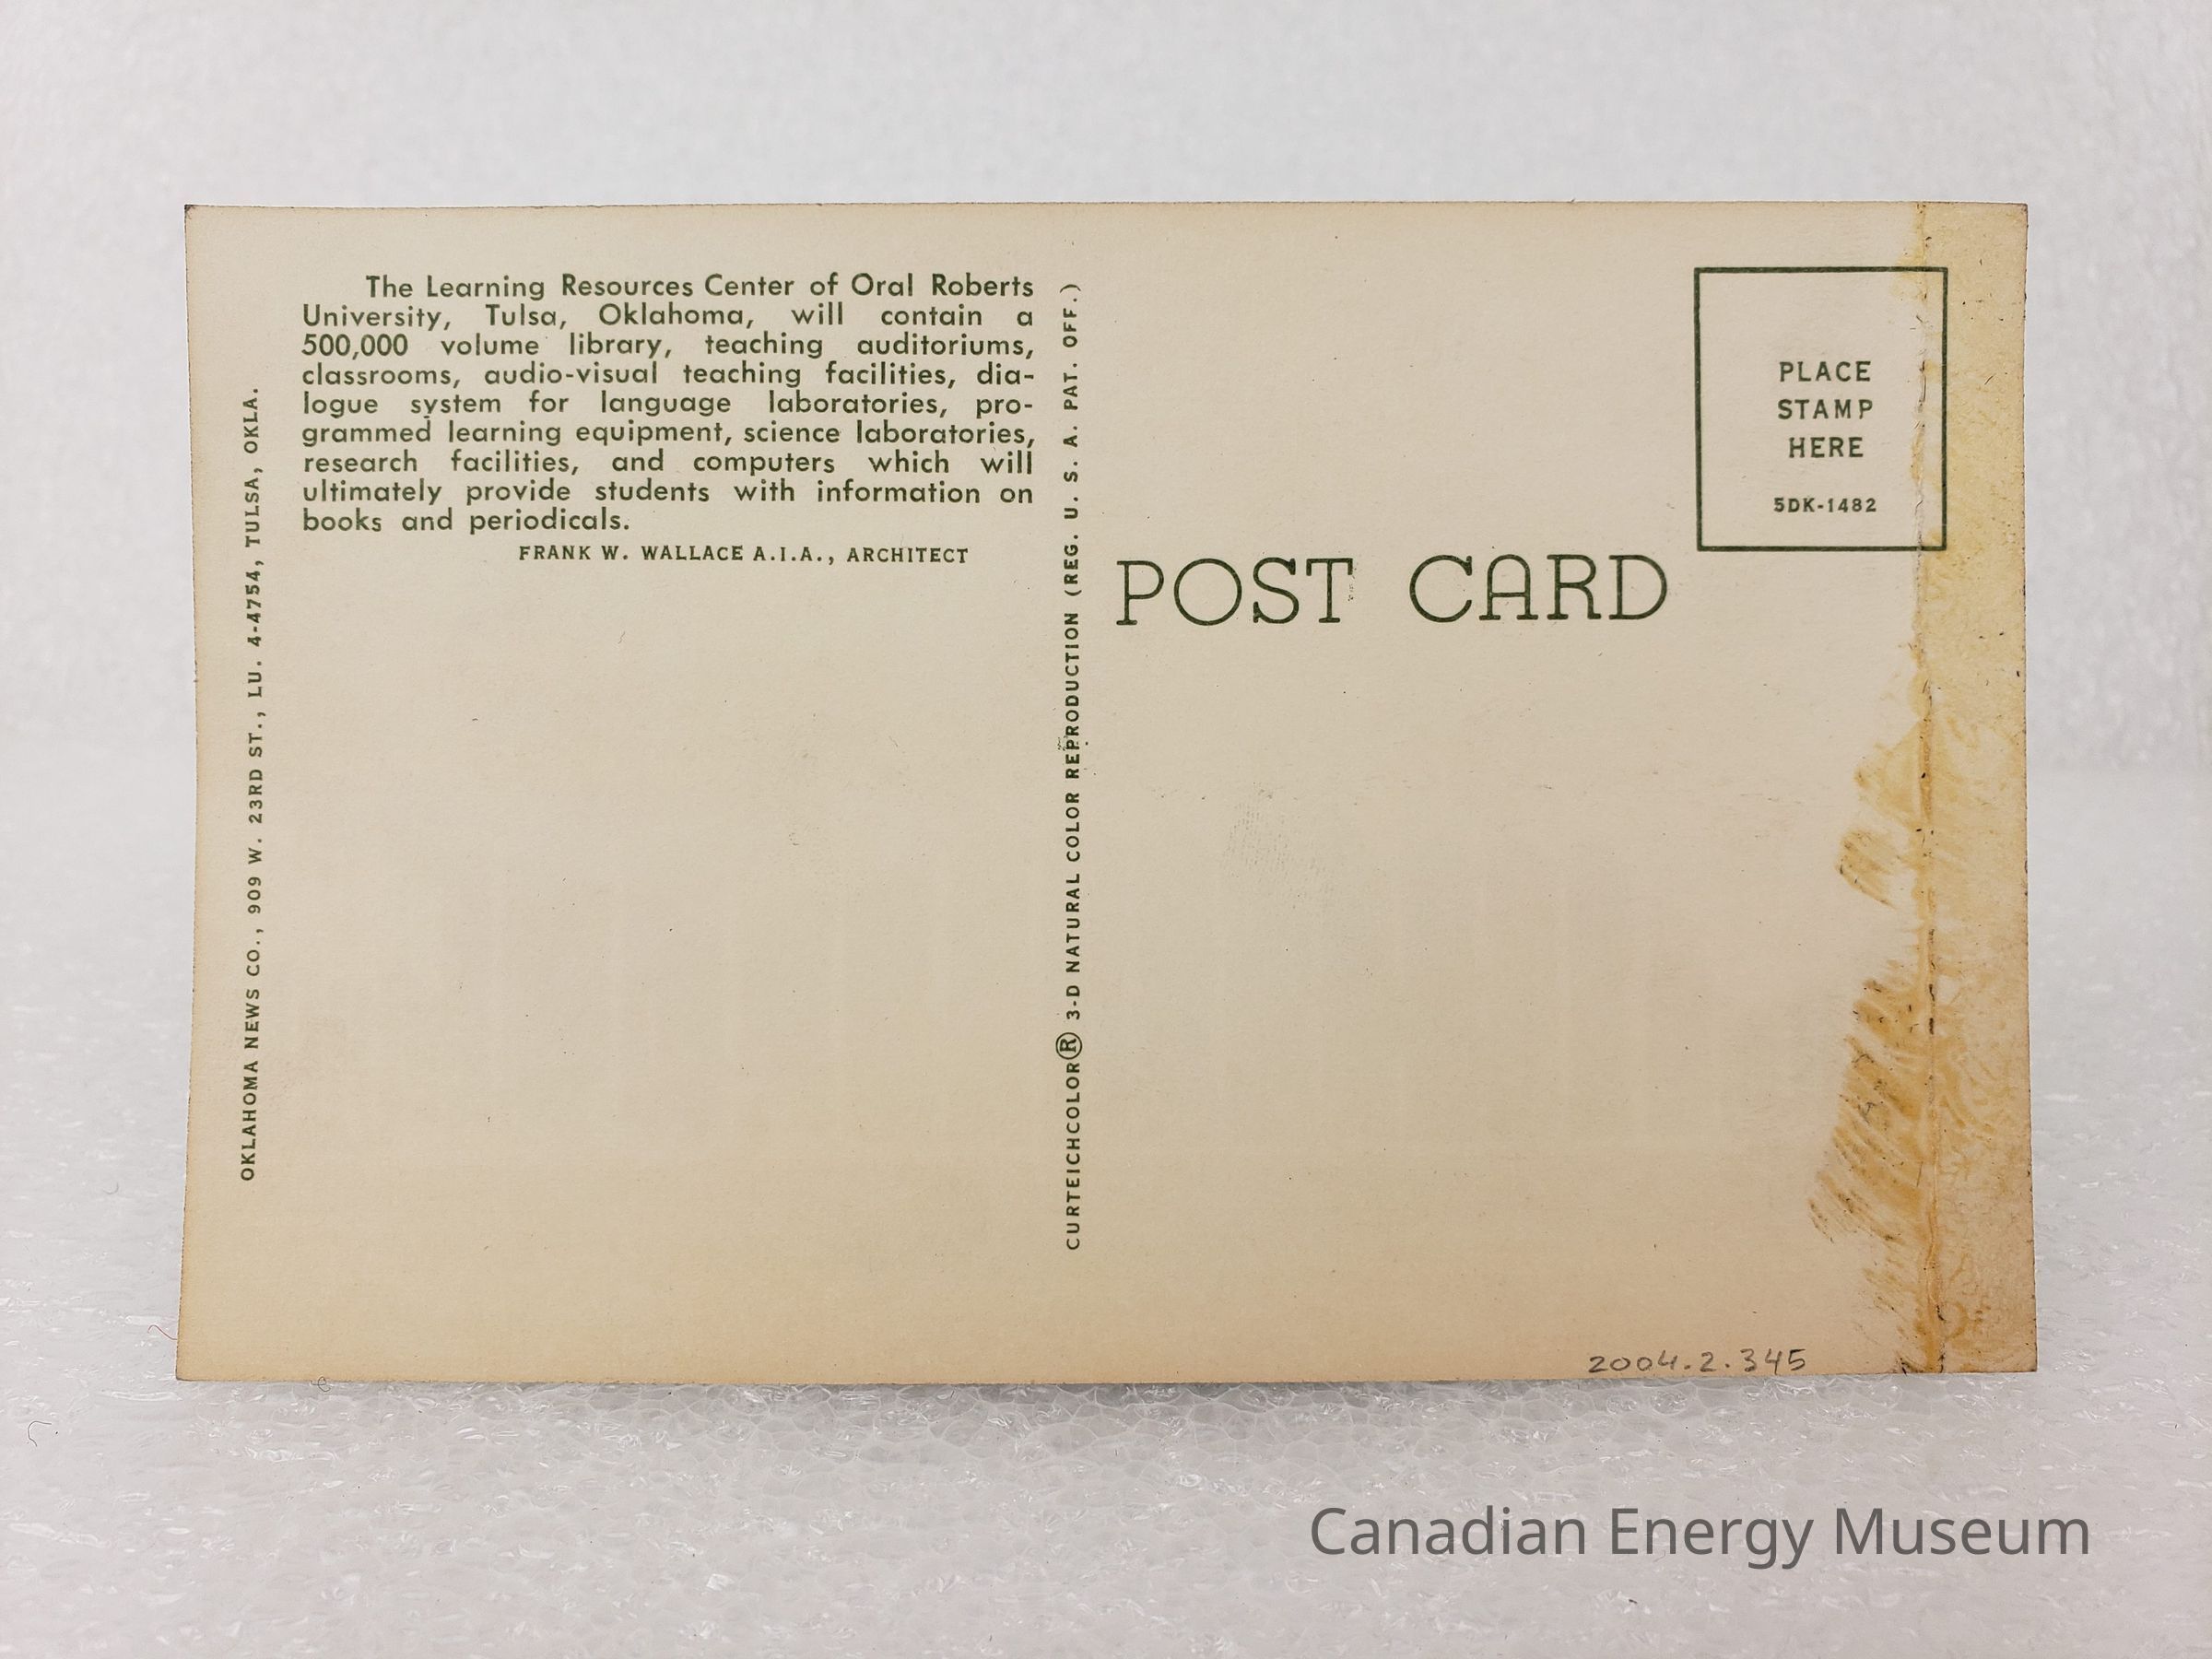 The Learning Resources Center of Oral Roberts
University, Tulsa, Oklahoma, will contain a
500,000 volume library, teaching auditoriums,
classrooms, audio-visual teaching facilities, dia-
logue system for language laboratories, pro-
grammed learning equipment, science laboratories,
research facilities, and computers which will
ultimately provide students with information on
books and periodicals.
FRANK W. WALLACE A.I.A., ARCHITECT
OKLAHOMA NEWS CO., 909 W. 23RD ST., LU. 4-4754, TULSA, OKLA.
CURTEICHCOLOR® 3-D NATURAL COLOR REPRODUCTION (REG. U. S. A. PAT. OFF.)
POST CARD
PLACE
STAMP
HERE
5DK-1482
2004.2.345
Canadian Energy Museum